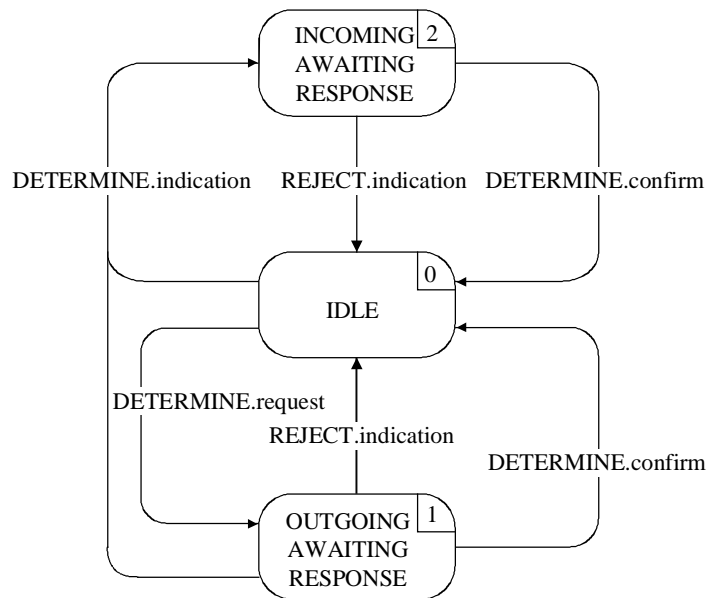 INCOMING 2
AWAITING
RESPONSE
DETERMINE.indication REJECT.indication DETERMINE.confirm
0
IDLE
DETERMINE.request
REJECT.indication
DETERMINE.confirm
OUTGOING 1
AWAITING
RESPONSE